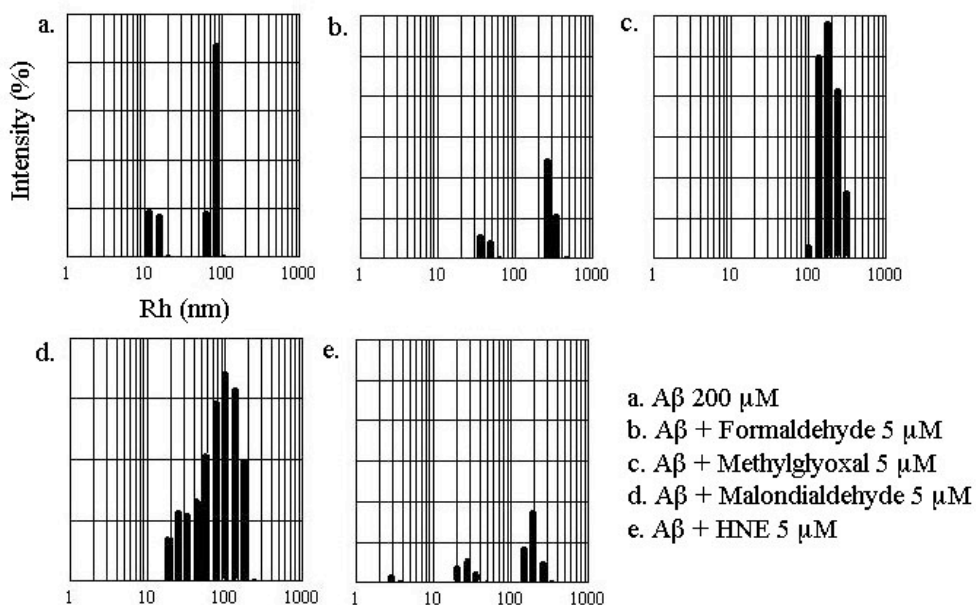 a.
b.
c.
Intensity (%)
1 10 100 1000
1 10 100 1000
1 10 100 1000
Rh (nm)
d.
e.
1 10 100 1000
1 10 100 1000
a. Aβ 200 µM
b. Aβ + Formaldehyde 5 µM
c. Aβ + Methylglyoxal 5 µM
d. Aβ + Malondialdehyde 5 µM
e. Aβ + HNE 5 µM